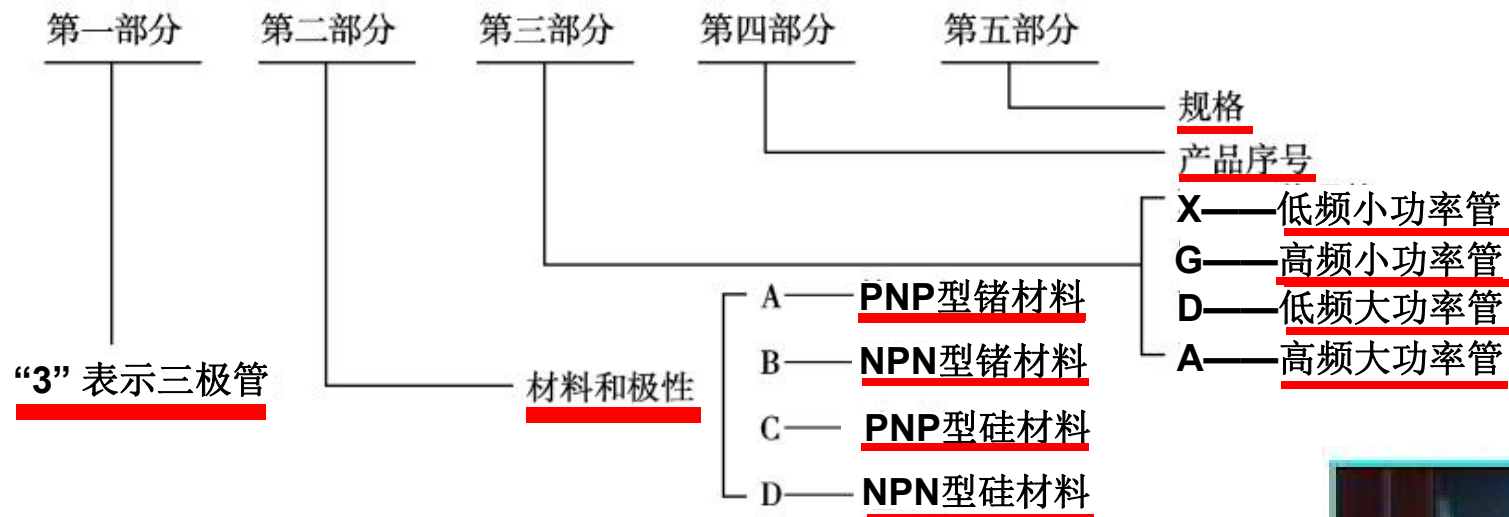 第一部分 第二部分 第三部分 第四部分 第五部分
规格
产品序号
X——低频小功率管
G——高频小功率管
D——低频大功率管
A——高频大功率管
“3” 表示三极管
材料和极性
A——PNP型锗材料
B——NPN型锗材料
C——PNP型硅材料
D——NPN型硅材料